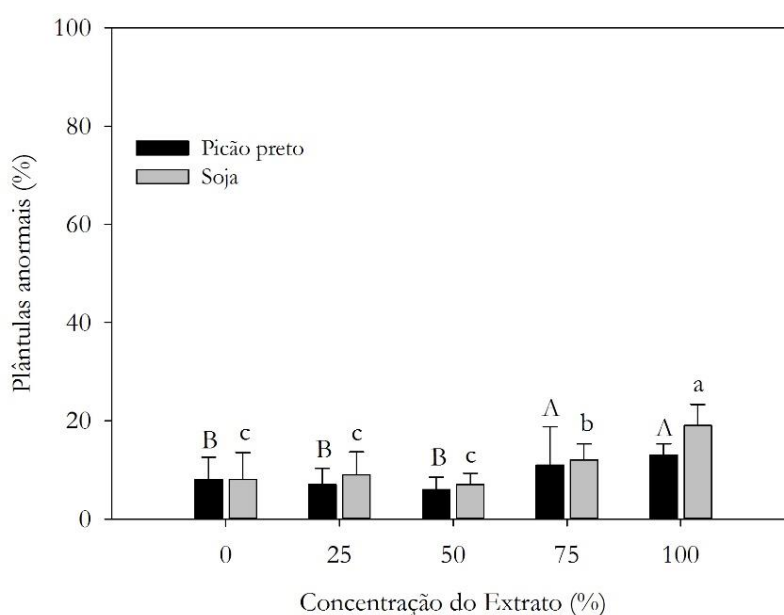 100
80
60
40
20
0
Plântulas anormais (%)
Picão preto
Soja
B c B c B c A b A a
0 25 50 75 100
Concentração do Extrato (%)